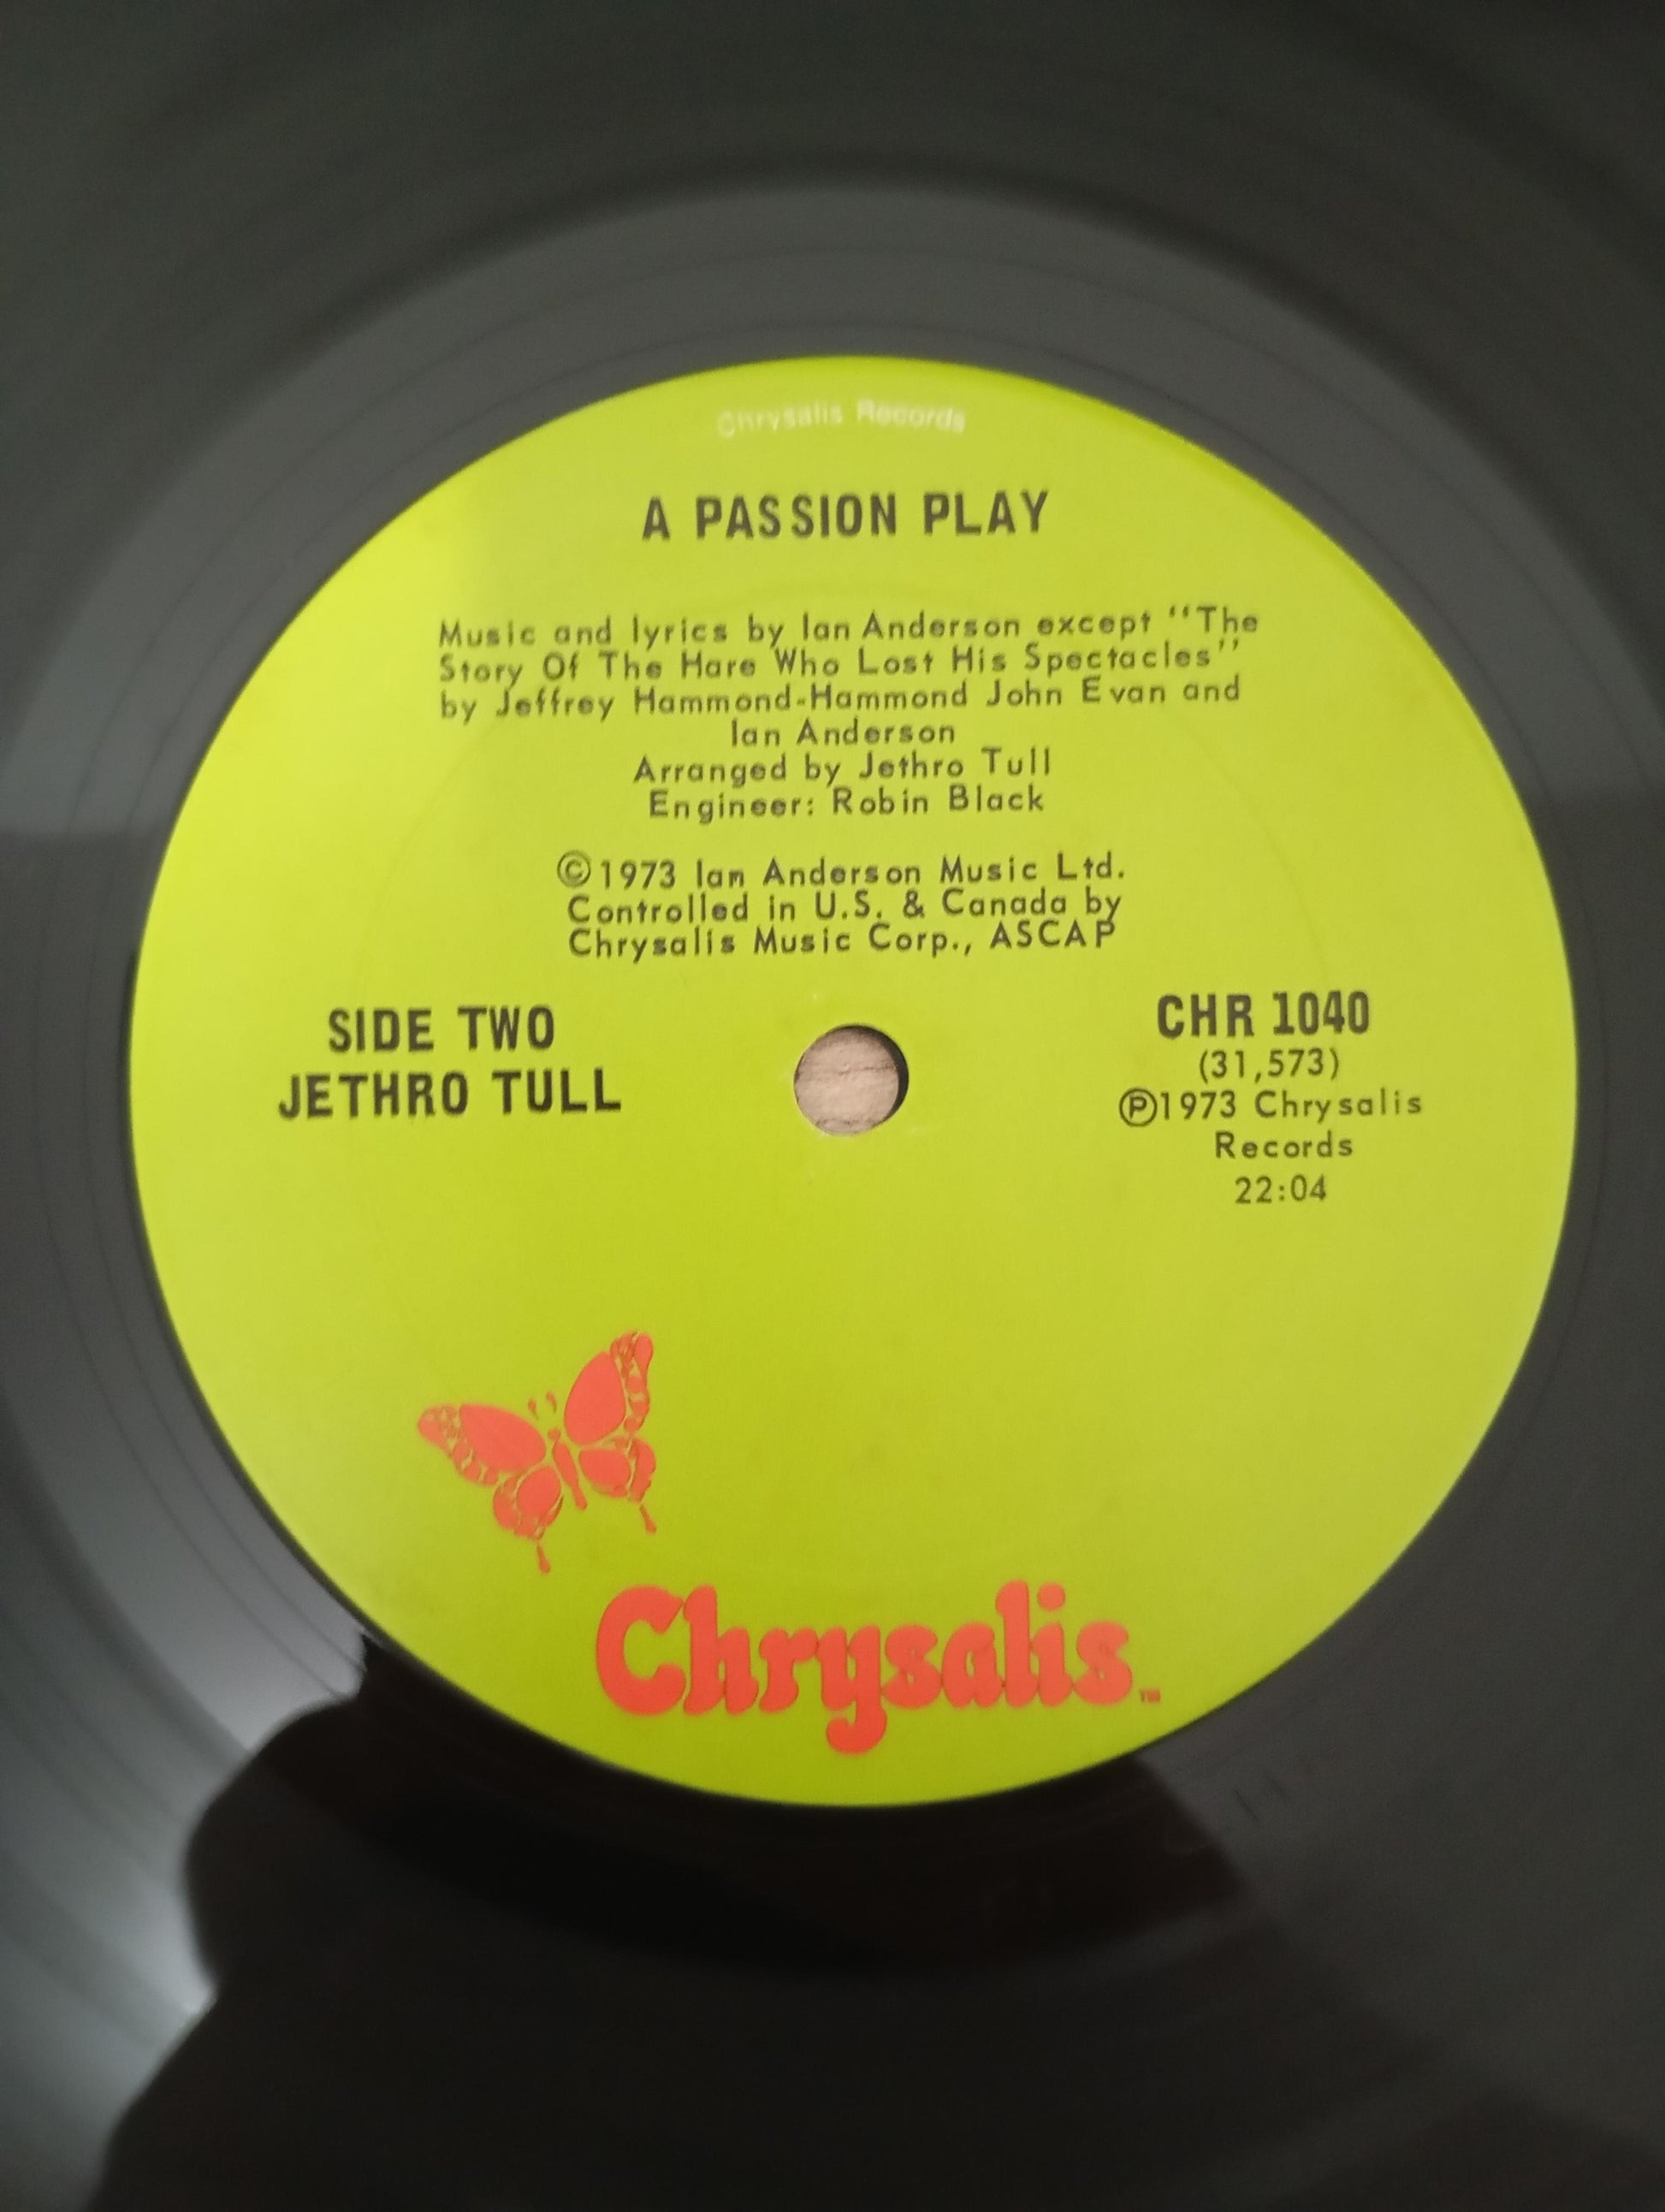 Chrysalis Records
A PASSION PLAY
Music and lyrics by Ian Anderson except "The
Story Of The Hare Who Lost His Spectacles"
by Jeffrey Hammond-Hammond John Evan and
Ian Anderson
Arranged by Jethro Tull
Engineer: Robin Black
©1973 Ian Anderson Music Ltd.
Controlled in U.S. & Canada by
Chrysalis Music Corp., ASCAP
SIDE TWO
JETHRO TULL
CHR 1040
(31,573)
℗1973 Chrysalis
Records
22:04
Chrysalis™